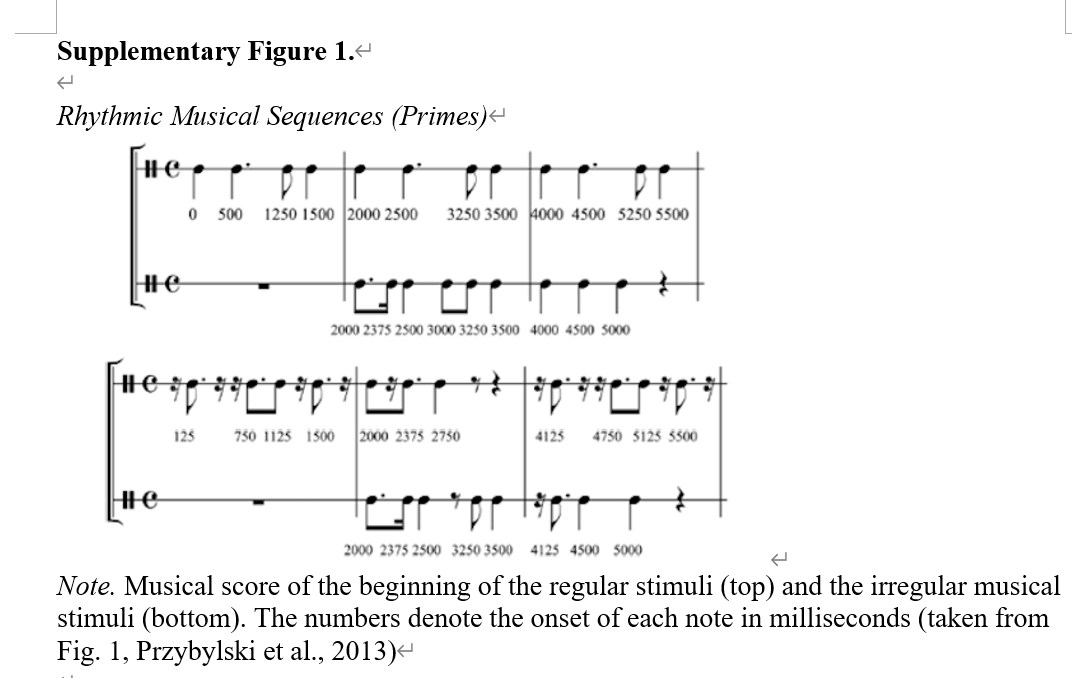 Supplementary Figure 1.
Rhythmic Musical Sequences (Primes)
0 500 1250 1500 2000 2500 3250 3500 4000 4500 5250 5500
2000 2375 2500 3000 3250 3500 4000 4500 5000
125 750 1125 1500 2000 2375 2750 4125 4750 5125 5500
2000 2375 2500 3250 3500 4125 4500 5000
Note. Musical score of the beginning of the regular stimuli (top) and the irregular musical
stimuli (bottom). The numbers denote the onset of each note in milliseconds (taken from
Fig. 1, Przybylski et al., 2013)